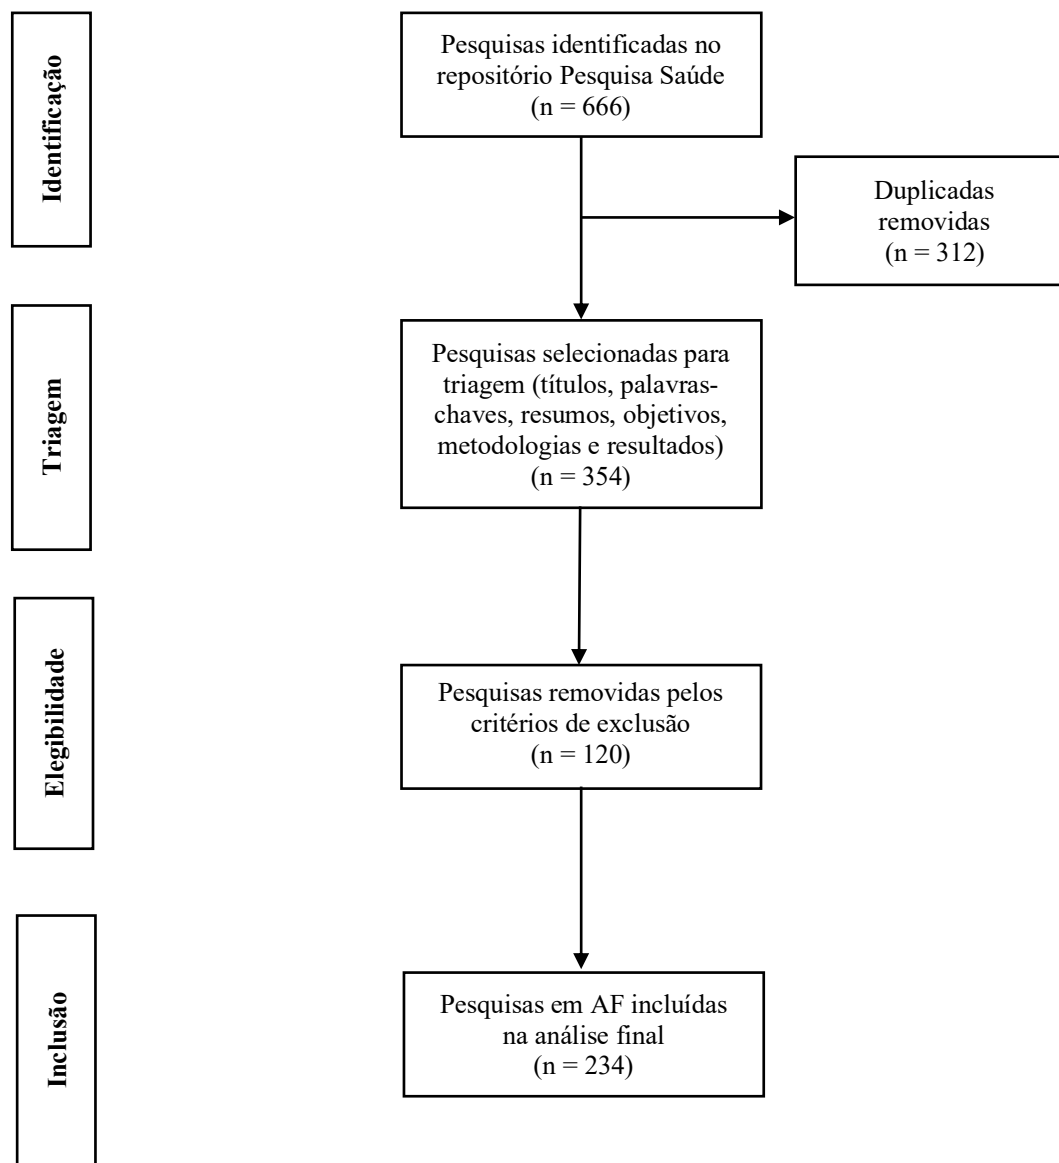 Identificação
Pesquisas identificadas no
repositório Pesquisa Saúde
(n = 666)
Duplicadas
removidas
(n = 312)
Triagem
Pesquisas selecionadas para
triagem (títulos, palavras-
chaves, resumos, objetivos,
metodologias e resultados)
(n = 354)
Elegibilidade
Pesquisas removidas pelos
critérios de exclusão
(n = 120)
Inclusão
Pesquisas em AF incluídas
na análise final
(n = 234)